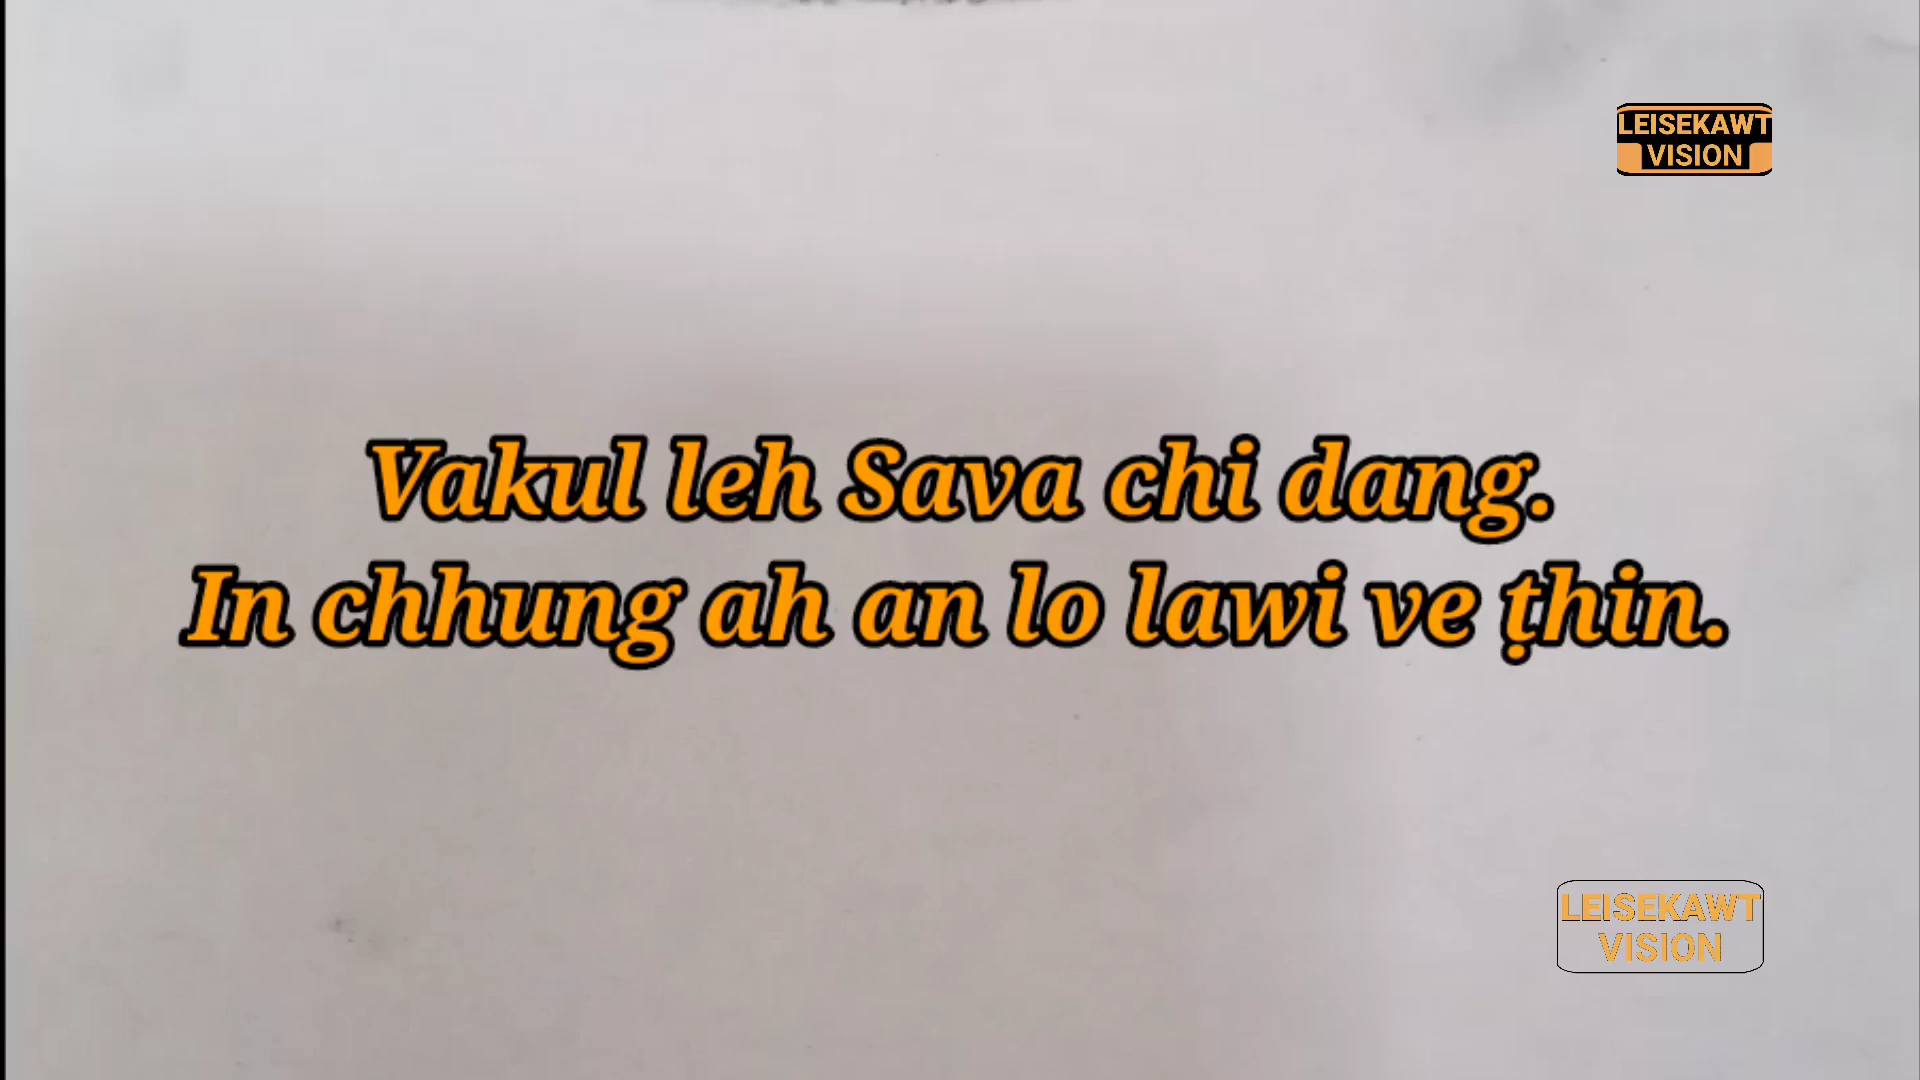 LEISEKAWT
VISION
Vakul leh Sava chi dang.
In chhung ah an lo lawi ve ṭhin.
LEISEKAWT
VISION